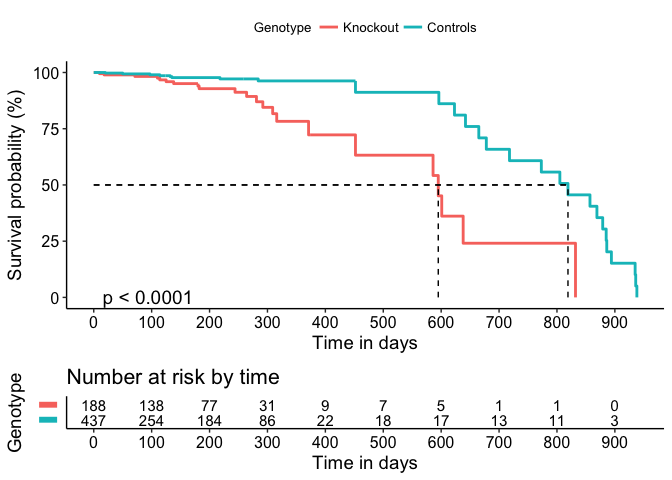 Genotype Knockout Controls
Survival probability (%)
100
75
50
25
0
p < 0.0001
0 100 200 300 400 500 600 700 800 900
Time in days
Number at risk by time
Genotype
188 138 77 31 9 7 5 1 1 0
437 254 184 86 22 18 17 13 11 3
0 100 200 300 400 500 600 700 800 900
Time in days